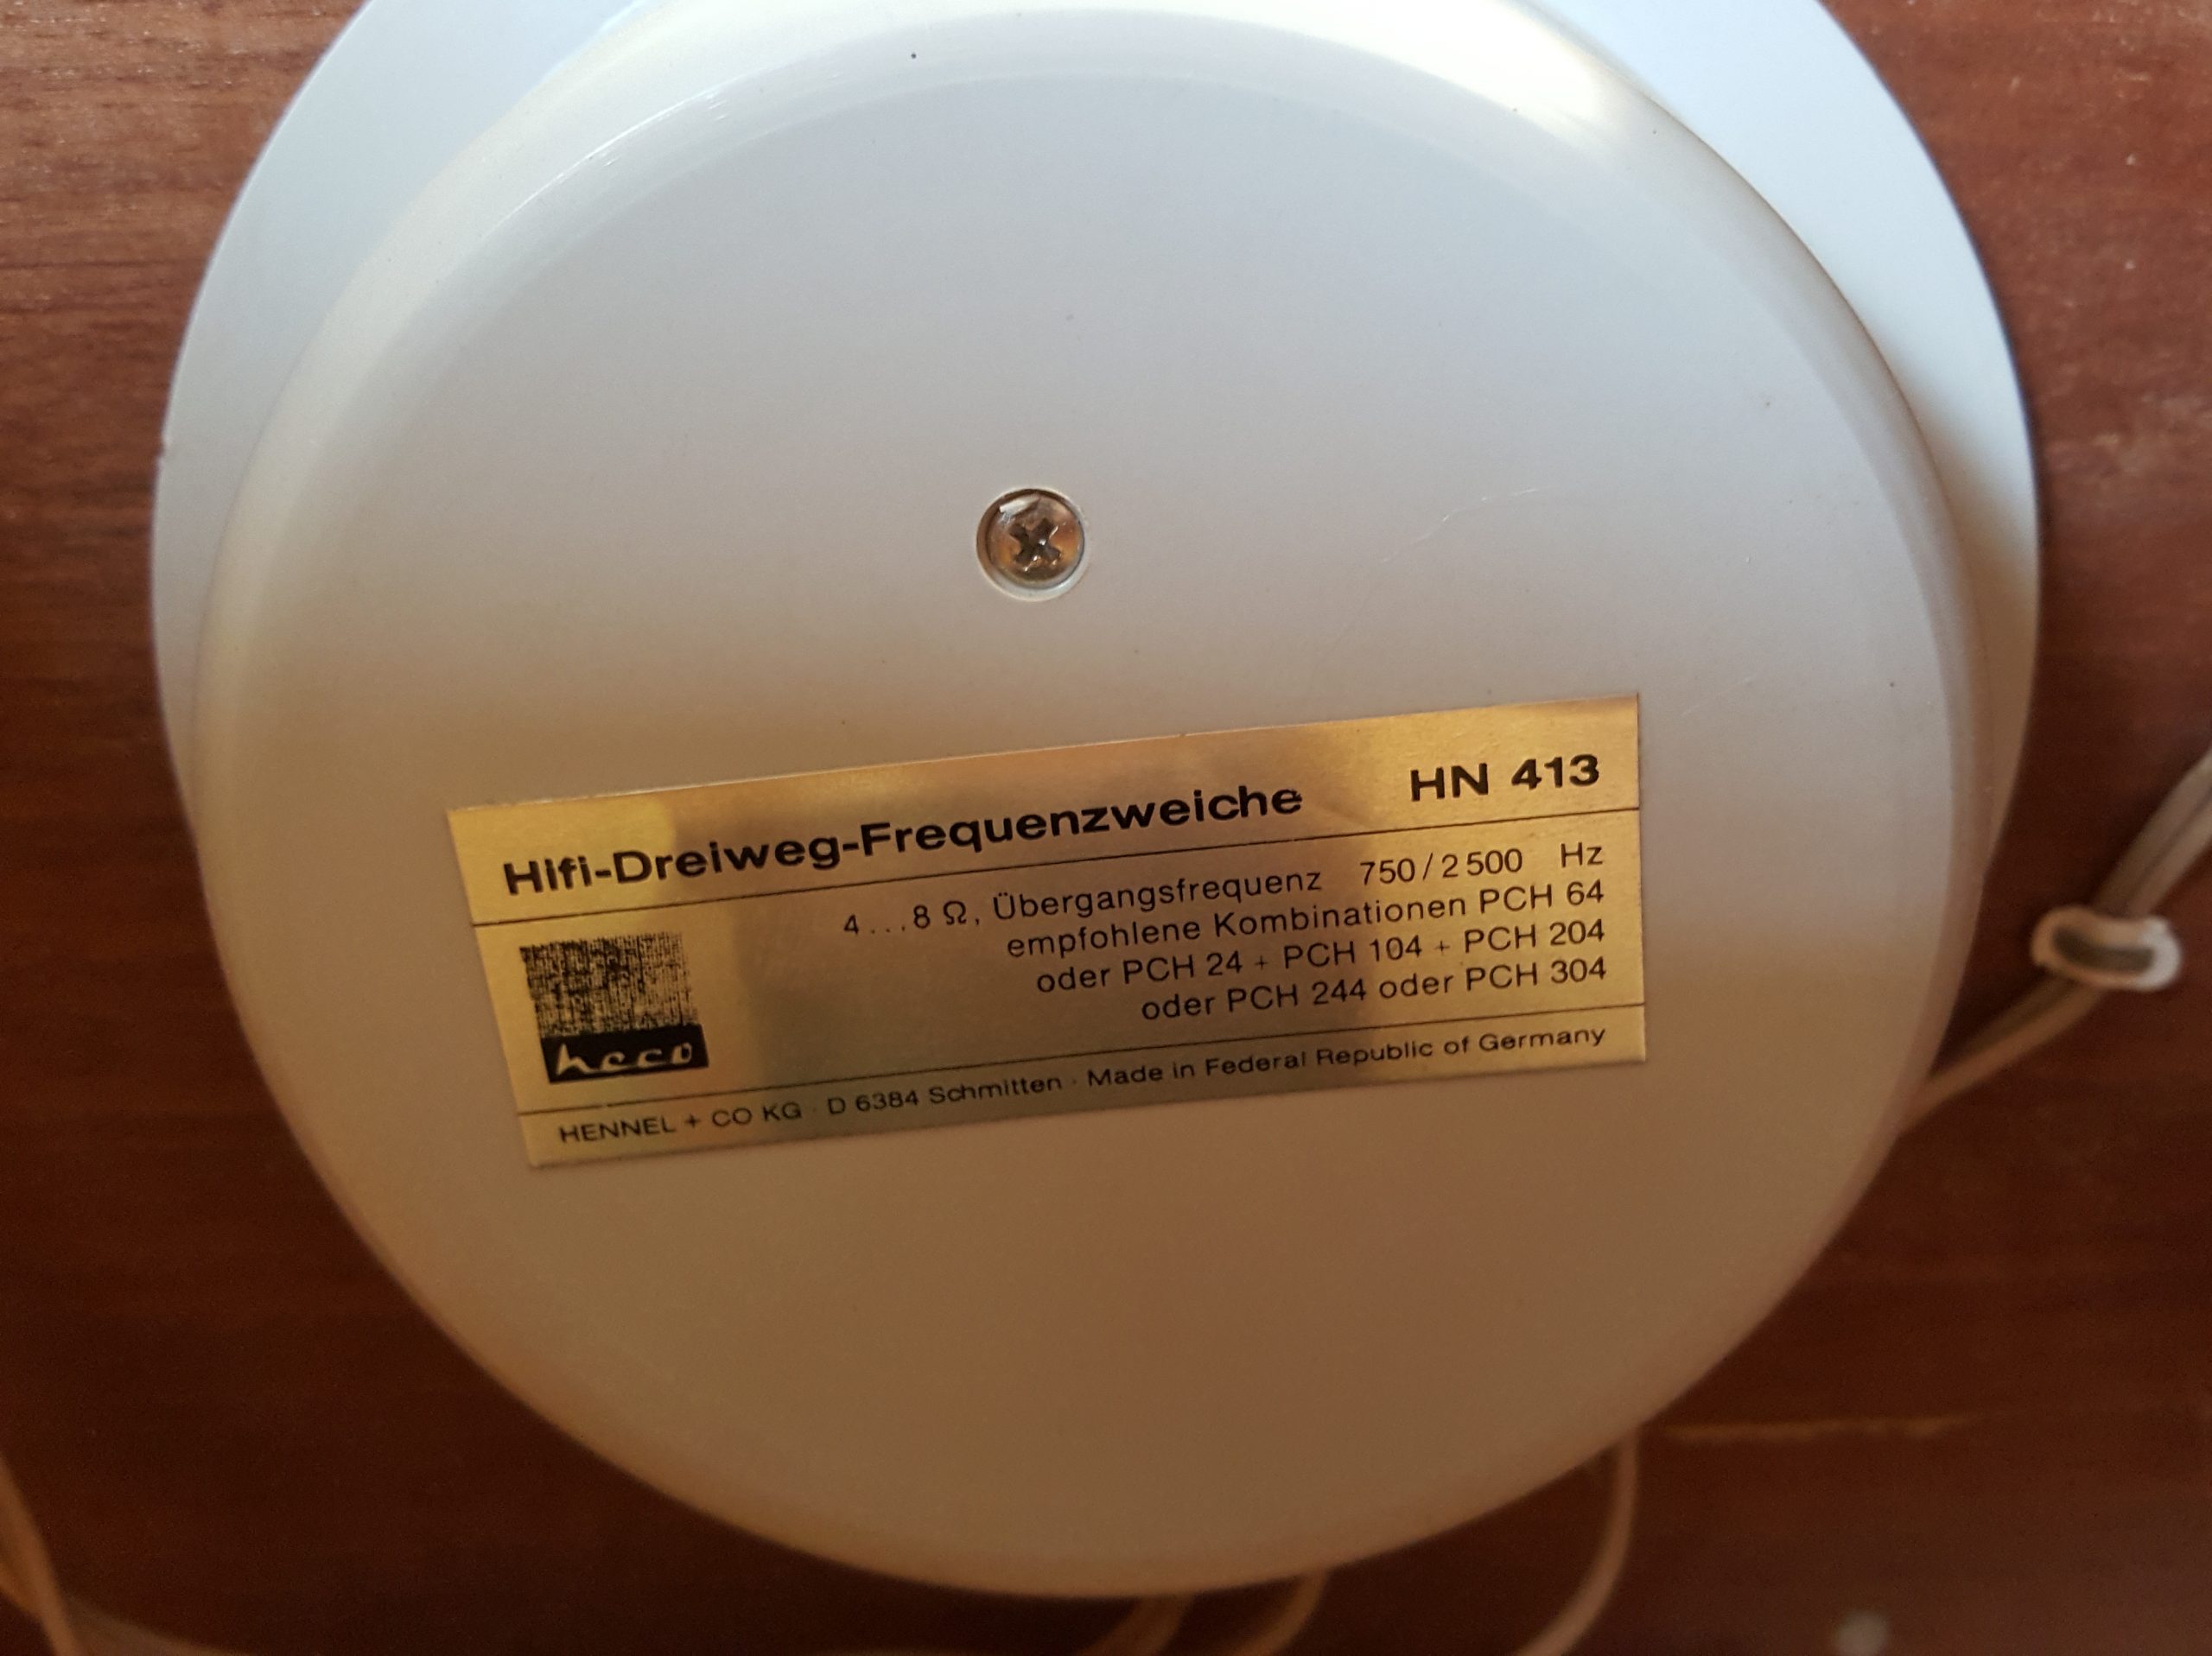 Hifi-Dreiweg-Frequenzweiche HN 413
4...8 Ω, Übergangsfrequenz 750/2500 Hz
empfohlene Kombinationen PCH 64
oder PCH 24 + PCH 104 + PCH 204
oder PCH 244 oder PCH 304
heco
HENNEL + CO KG · D 6384 Schmitten · Made in Federal Republic of Germany